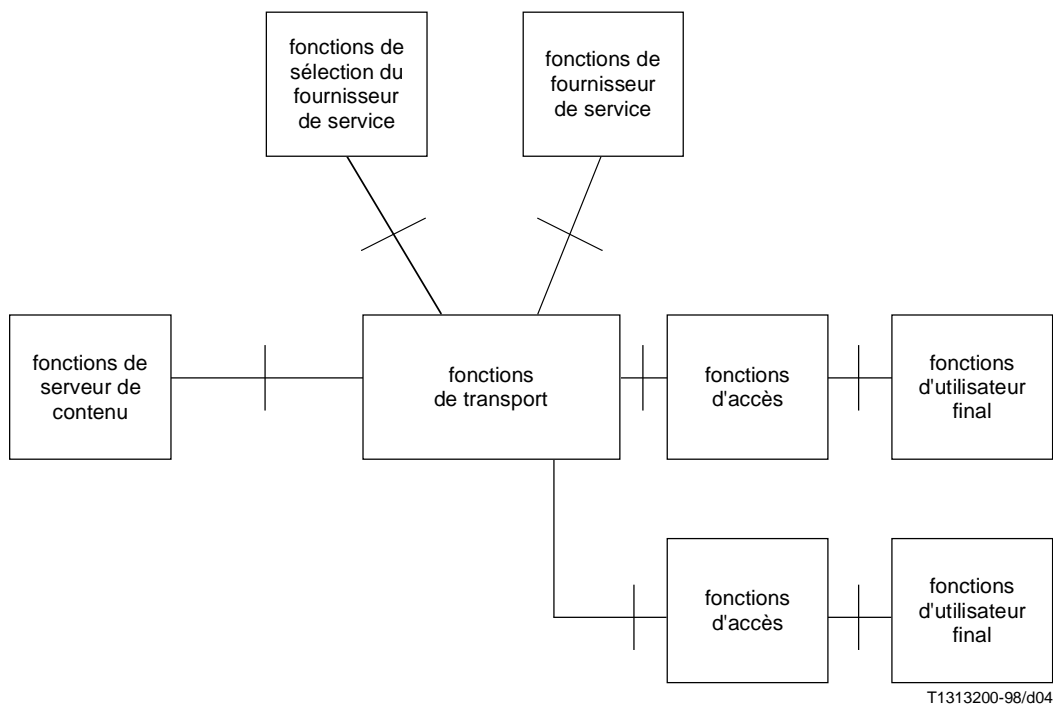 fonctions de
sélection du
fournisseur
de service
fonctions de
fournisseur
de service
fonctions de
serveur de
contenu
fonctions
de transport
fonctions
d'accès
fonctions
d'utilisateur
final
fonctions
d'accès
fonctions
d'utilisateur
final
T1313200-98/d04